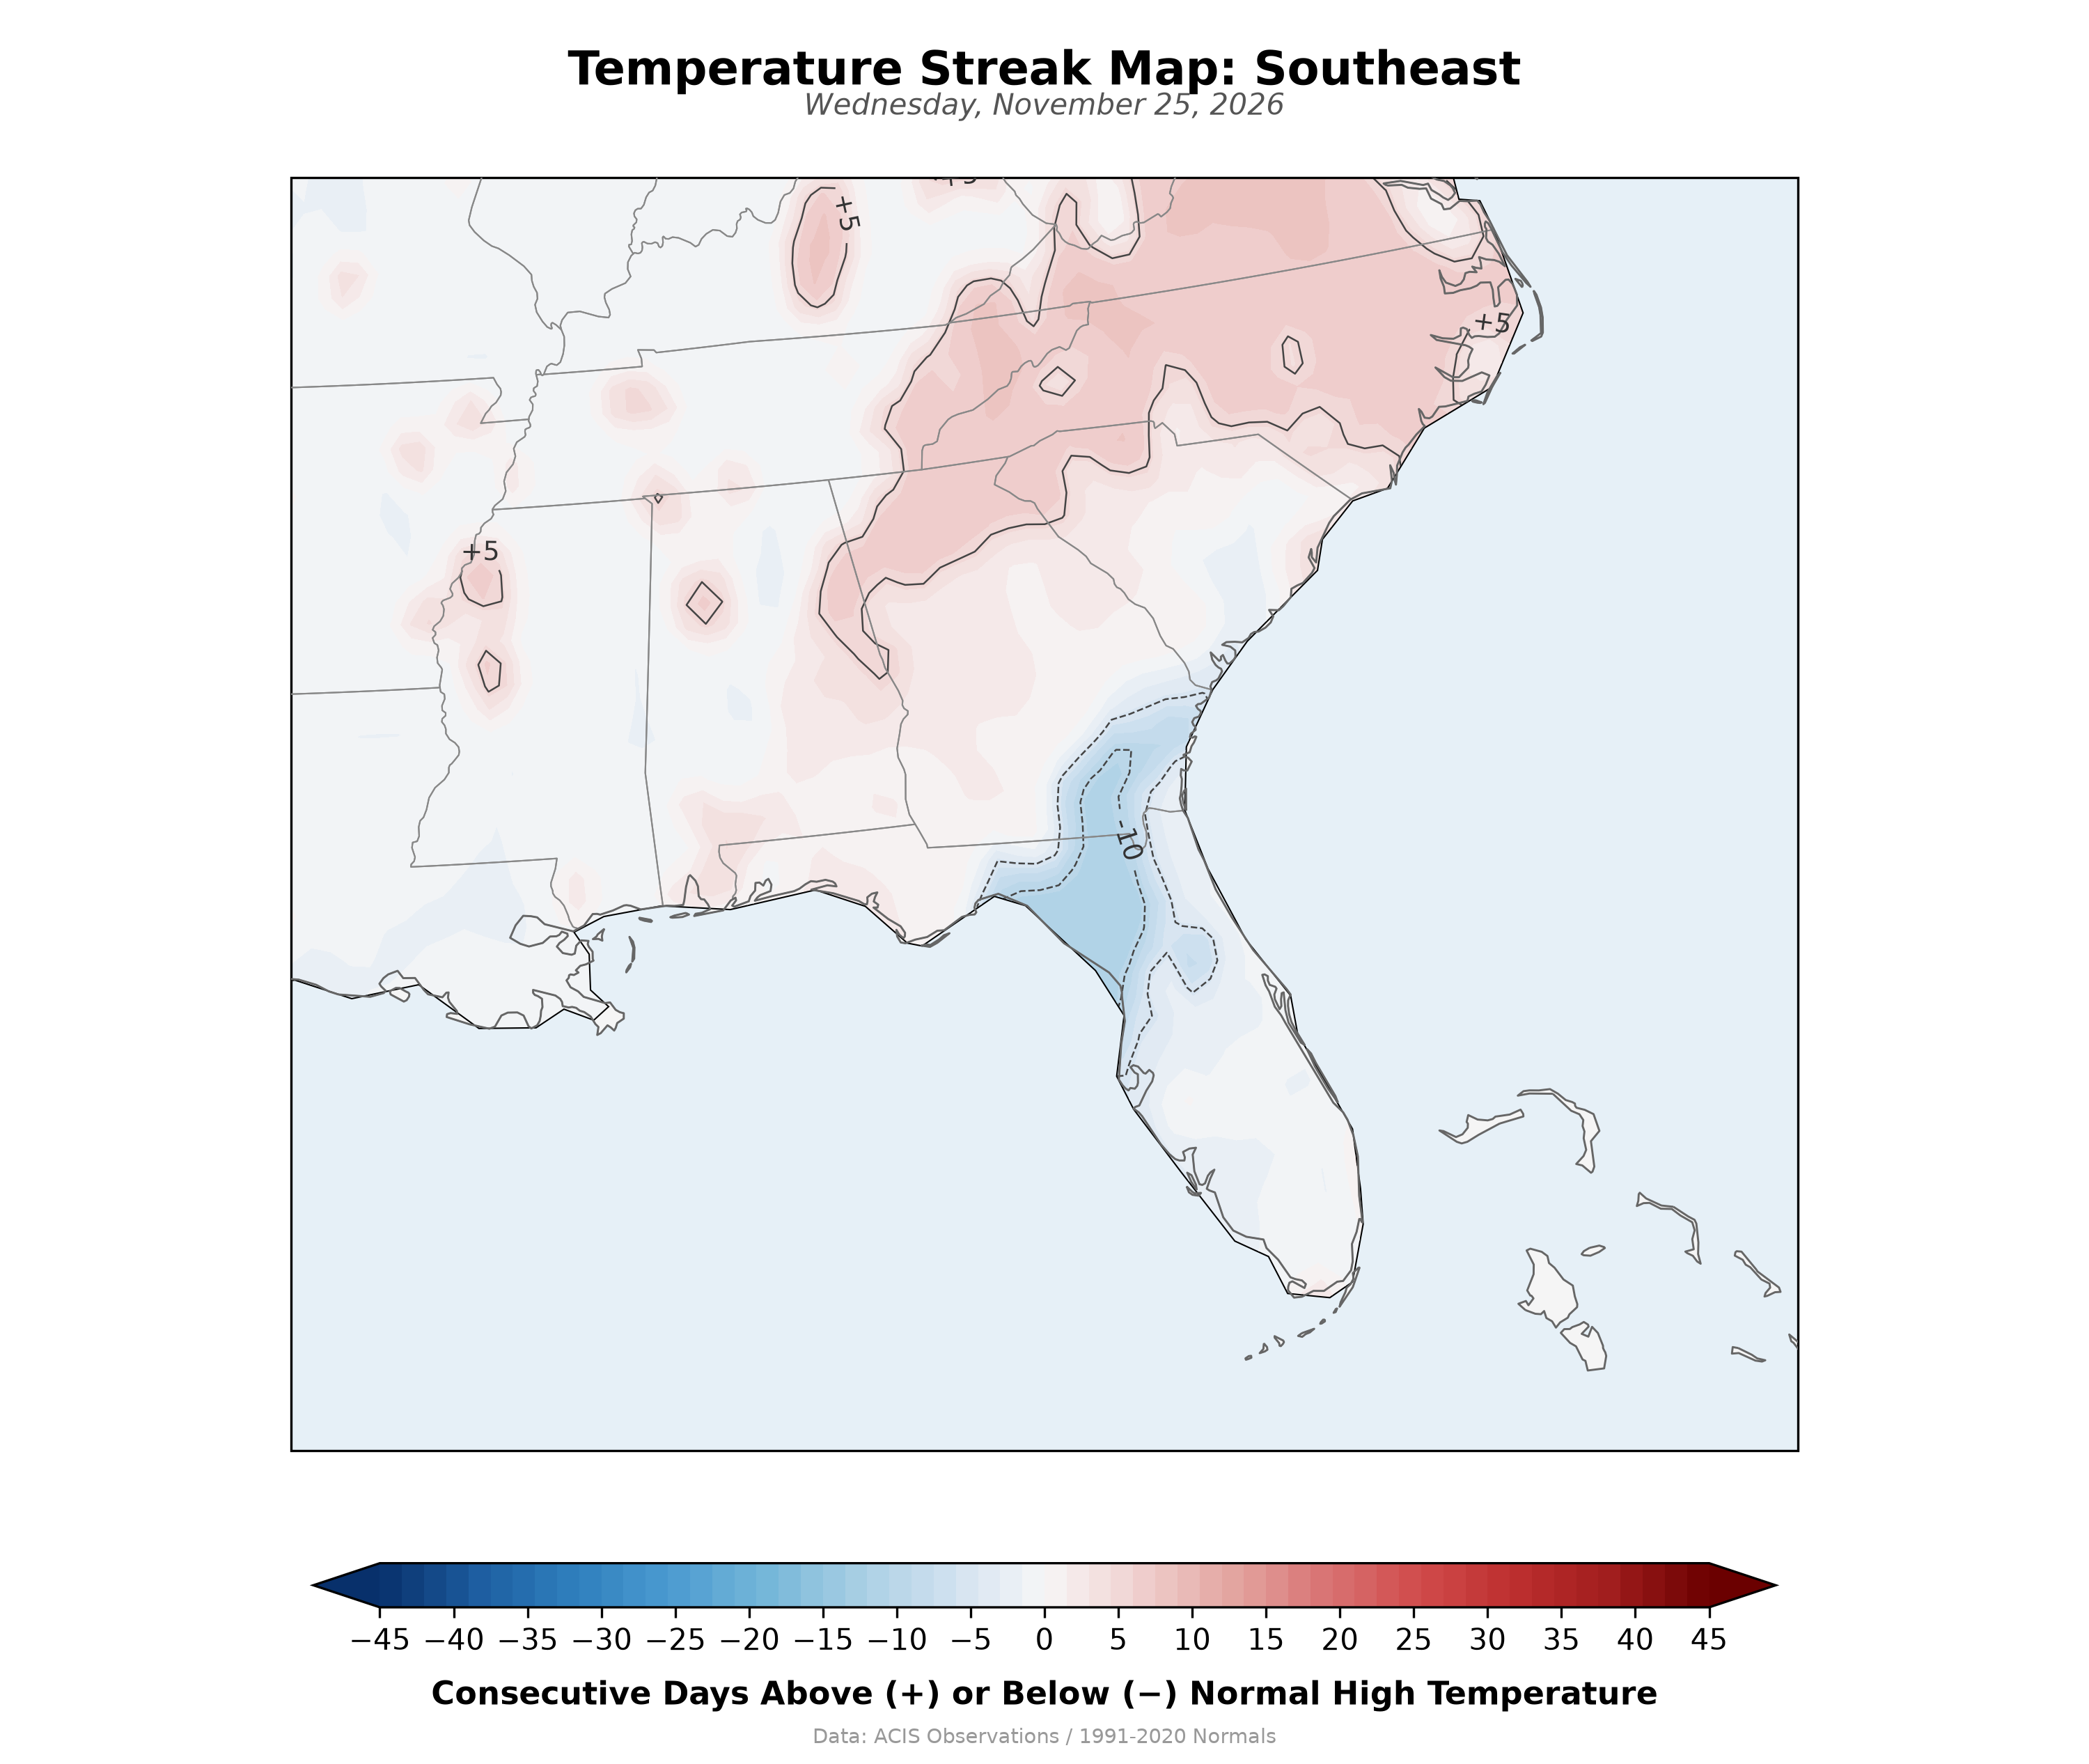 Temperature Streak Map: Southeast
Wednesday, November 25, 2026
+5
+5
+5
-10
−45 −40 −35 −30 −25 −20 −15 −10 −5 0 5 10 15 20 25 30 35 40 45
Consecutive Days Above (+) or Below (−) Normal High Temperature
Data: ACIS Observations / 1991-2020 Normals